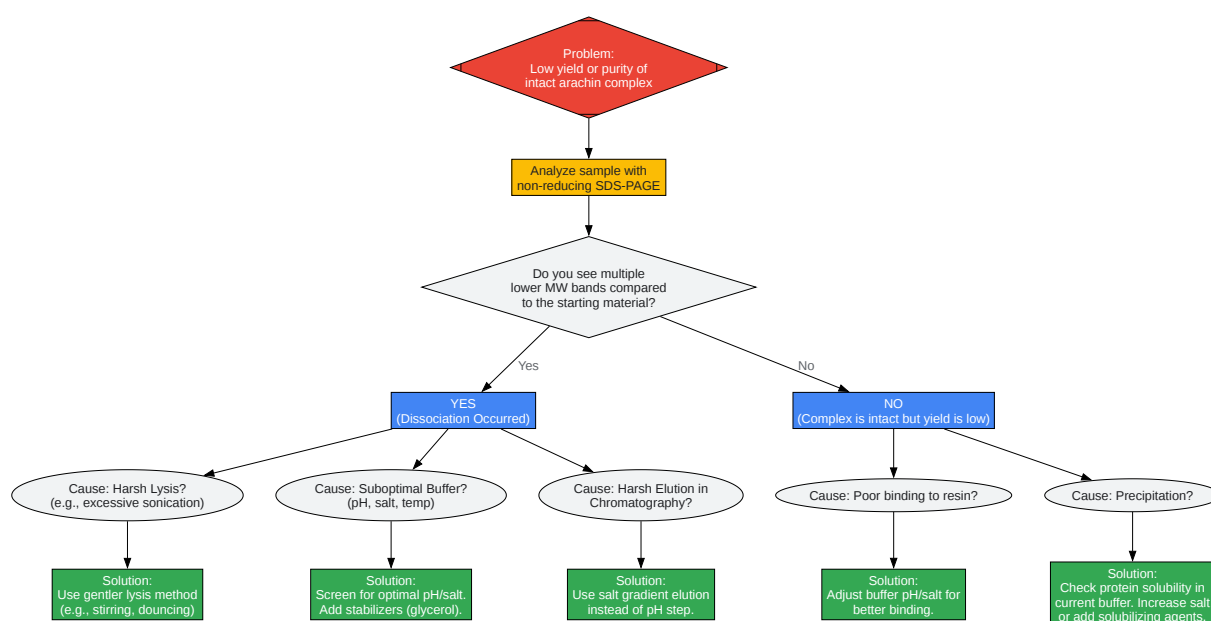 Problem:
Low yield or purity of
intact arachin complex
Analyze sample with
non-reducing SDS-PAGE
Do you see multiple
lower MW bands compared
to the starting material?
Yes
No
YES
(Dissociation Occurred)
NO
(Complex is intact but yield is low)
Cause: Harsh Lysis?
(e.g., excessive sonication)
Cause: Suboptimal Buffer?
(pH, salt, temp)
Cause: Harsh Elution in
Chromatography?
Cause: Poor binding to resin?
Cause: Precipitation?
Solution:
Use gentler lysis method
(e.g., stirring, douncing)
Solution:
Screen for optimal pH/salt.
Add stabilizers (glycerol).
Solution:
Use salt gradient elution
instead of pH step.
Solution:
Adjust buffer pH/salt for
better binding.
Solution:
Check protein solubility in
current buffer. Increase salt
or add solubilizing agents.